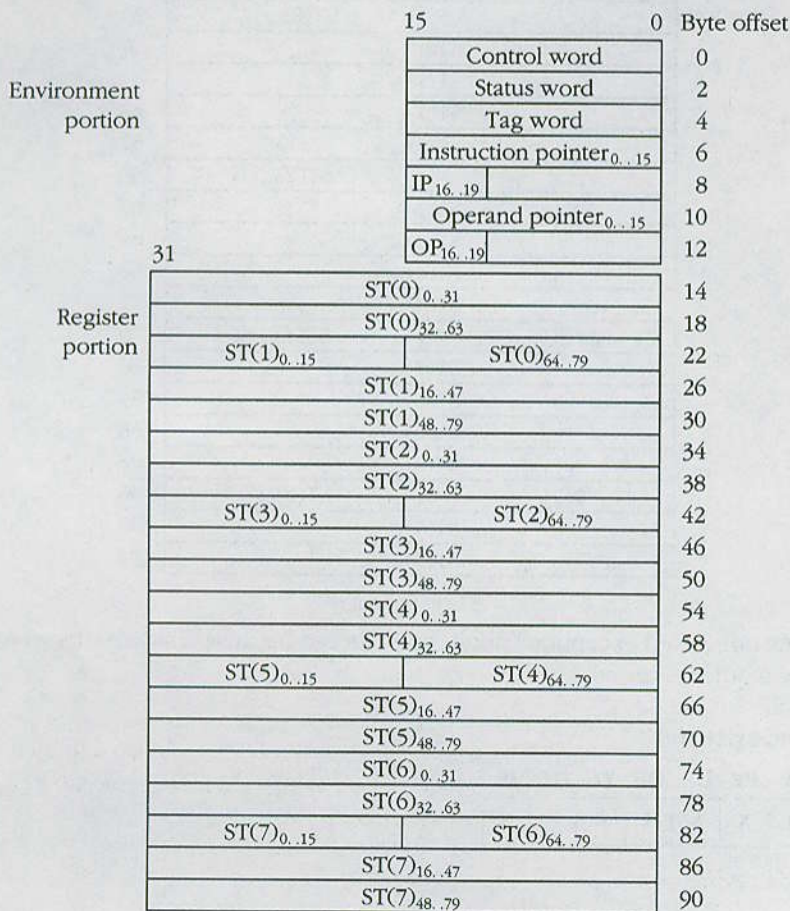 15 0 Byte offset
Control word 0
Environment Status word 2
portion Tag word 4
Instruction pointer0. .15 6
IP16. .19 8
Operand pointer0. .15 10
OP16. .19 12
31
ST(0)0. .31 14
Register ST(0)32. .63 18
portion ST(1)0. .15 ST(0)64. .79 22
ST(1)16. .47 26
ST(1)48. .79 30
ST(2)0. .31 34
ST(2)32. .63 38
ST(3)0. .15 ST(2)64. .79 42
ST(3)16. .47 46
ST(3)48. .79 50
ST(4)0. .31 54
ST(4)32. .63 58
ST(5)0. .15 ST(4)64. .79 62
ST(5)16. .47 66
ST(5)48. .79 70
ST(6)0. .31 74
ST(6)32. .63 78
ST(7)0. .15 ST(6)64. .79 82
ST(7)16. .47 86
ST(7)48. .79 90